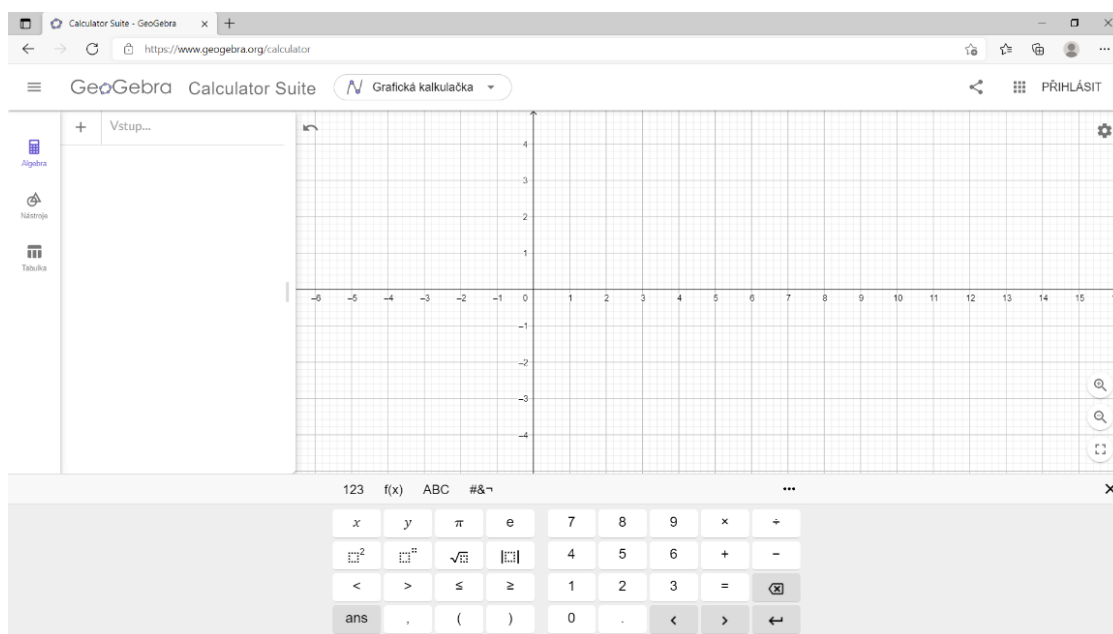 Calculator Suite - GeoGebra
https://www.geogebra.org/calculator
GeoGebra Calculator Suite Grafická kalkulačka PŘIHLÁSIT
Algebra
Nástroje
Tabulka
+ Vstup...
4
3
2
1
–6 –5 –4 –3 –2 –1 0 1 2 3 4 5 6 7 8 9 10 11 12 13 14 15
–1
–2
–3
–4
123 f(x) ABC #&¬
x y π e 7 8 9 × ÷
2 √ 4 5 6 + −
< > ≤ ≥ 1 2 3 =
ans , ( ) 0 .